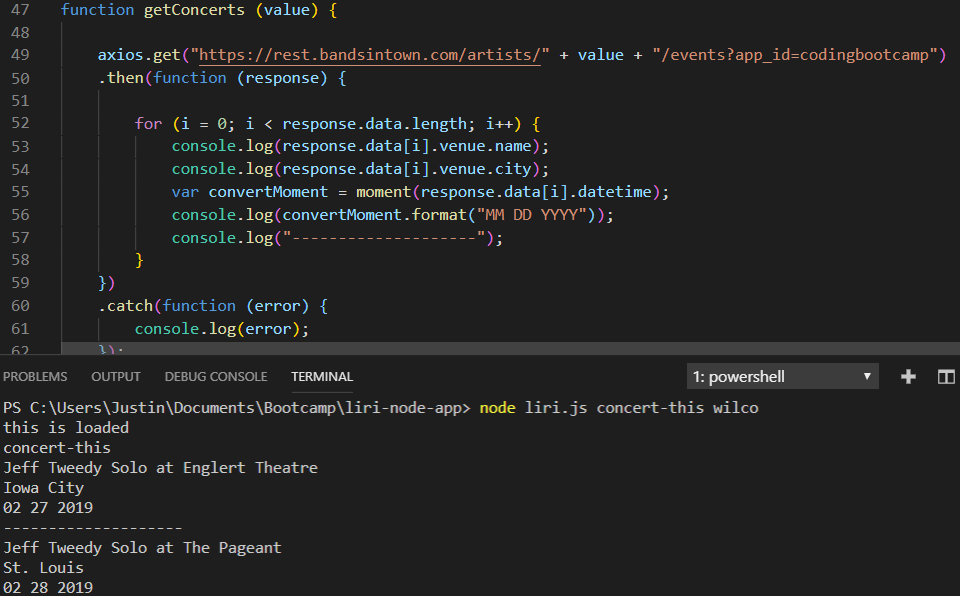 47 function getConcerts (value) {
48
49 axios.get("https://rest.bandsintown.com/artists/" + value + "/events?app_id=codingbootcamp")
50 .then(function (response) {
51
52 for (i = 0; i < response.data.length; i++) {
53 console.log(response.data[i].venue.name);
54 console.log(response.data[i].venue.city);
55 var convertMoment = moment(response.data[i].datetime);
56 console.log(convertMoment.format("MM DD YYYY"));
57 console.log("--------------------");
58 }
59 })
60 .catch(function (error) {
61 console.log(error);
62 });
PROBLEMS OUTPUT DEBUG CONSOLE TERMINAL 1: powershell
PS C:\Users\Justin\Documents\Bootcamp\liri-node-app> node liri.js concert-this wilco
this is loaded
concert-this
Jeff Tweedy Solo at Englert Theatre
Iowa City
02 27 2019
--------------------
Jeff Tweedy Solo at The Pageant
St. Louis
02 28 2019